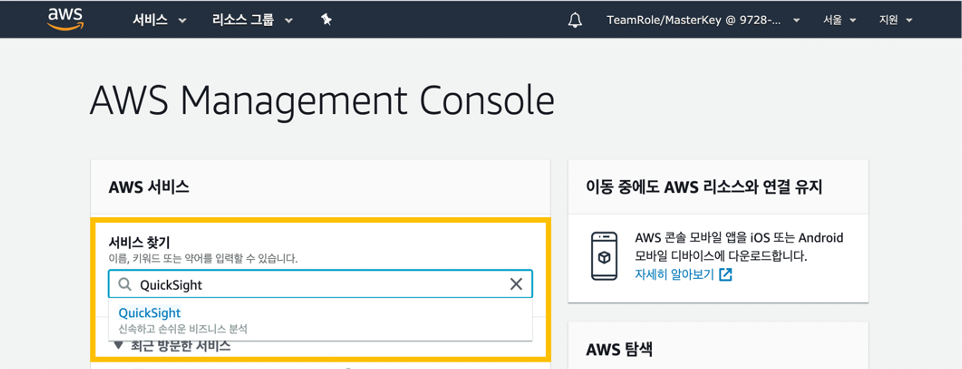 aws
서비스
리소스 그룹
TeamRole/MasterKey @ 9728-...
서울
지원
AWS Management Console
AWS 서비스
서비스 찾기
이름, 키워드 또는 약어를 입력할 수 있습니다.
QuickSight
QuickSight
신속하고 손쉬운 비즈니스 분석
최근 방문한 서비스
이동 중에도 AWS 리소스와 연결 유지
AWS 콘솔 모바일 앱을 iOS 또는 Android
모바일 디바이스에 다운로드합니다.
자세히 알아보기
AWS 탐색